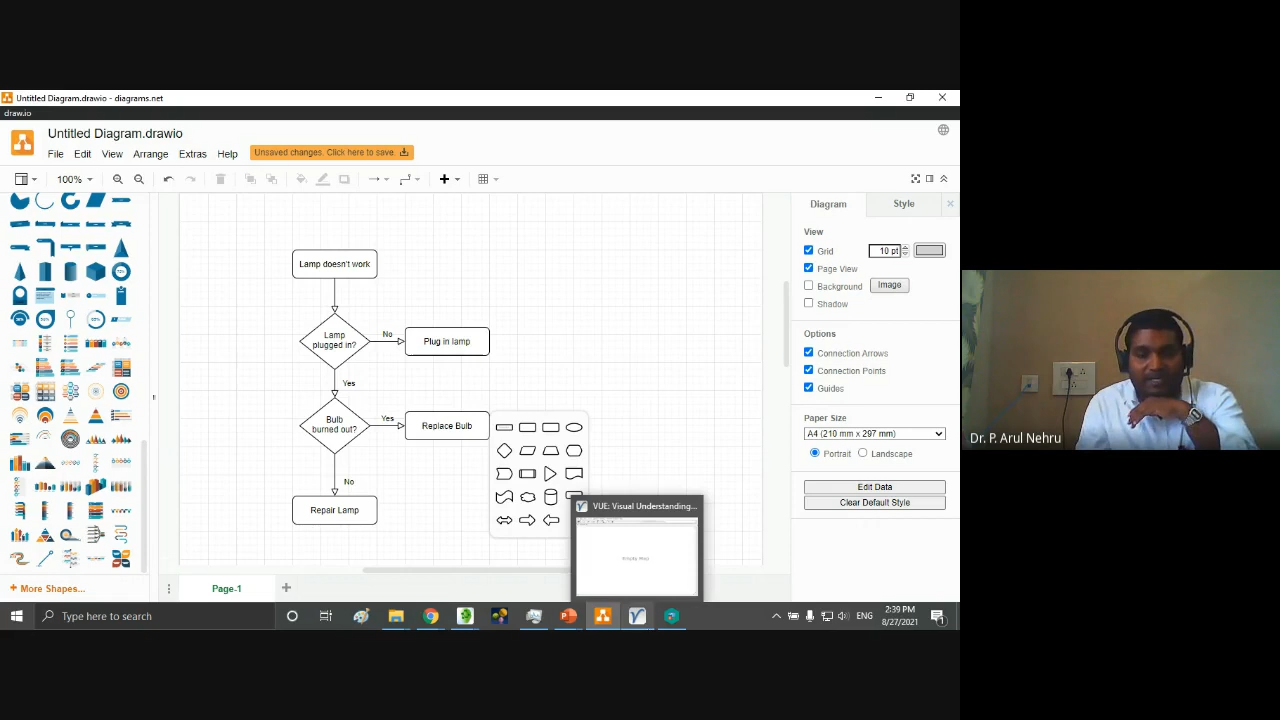 Untitled Diagram.drawio - diagrams.net
draw.io
Untitled Diagram.drawio
File Edit View Arrange Extras Help Unsaved changes. Click here to save.
100%
Diagram Style
View
Grid 10 pt
Page View
Background Image
Shadow
Options
Connection Arrows
Connection Points
Guides
Paper Size
A4 (210 mm x 297 mm)
Portrait Landscape
Edit Data
Clear Default Style
Lamp doesn't work
Lamp
plugged in?
No
Plug in lamp
Yes
Bulb
burned out?
Yes
Replace Bulb
No
Repair Lamp
VUE: Visual Understanding...
+ More Shapes...
Page-1
Type here to search
ENG
2:39 PM
8/27/2021
Dr. P. Arul Nehru